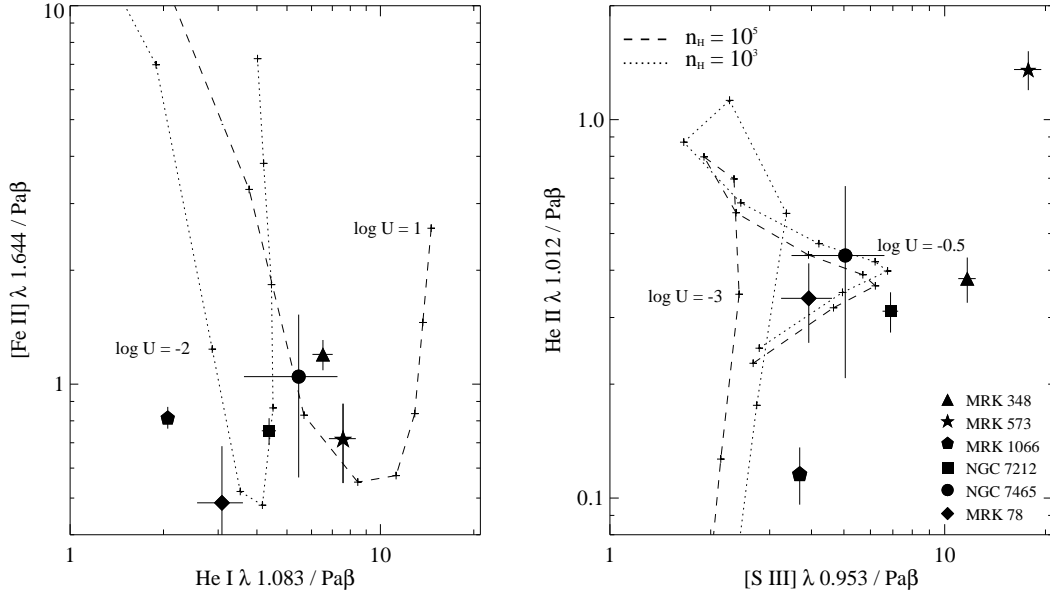 10
1
1
10
[Fe II] λ 1.644 / Paβ
He I λ 1.083 / Paβ
log U = -2
log U = 1
n_H = 10^5
n_H = 10^3
1.0
0.1
1
10
He II λ 1.012 / Paβ
[S III] λ 0.953 / Paβ
log U = -0.5
log U = -3
MRK 348
MRK 573
MRK 1066
NGC 7212
NGC 7465
MRK 78